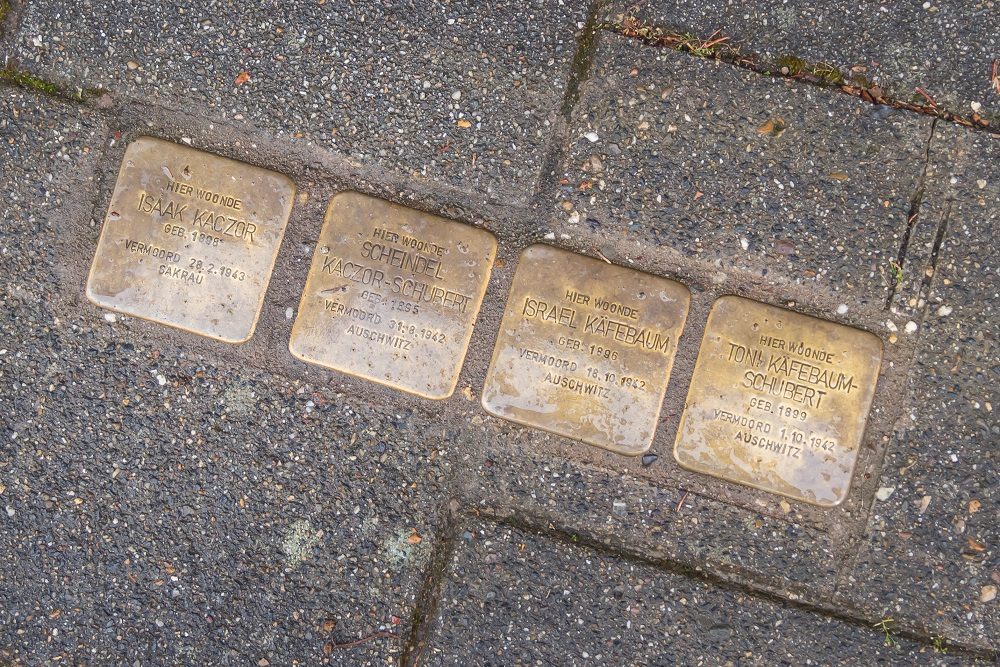 HIER WOONDE
ISAAK KACZOR
GEB. 1898
VERMOORD 28.2.1943
SAKRAU
HIER WOONDE
SCHEINDEL
KACZOR-SCHUBERT
GEB. 1895
VERMOORD 31.8.1942
AUSCHWITZ
HIER WOONDE
ISRAEL KÄFEBAUM
GEB. 1896
VERMOORD 18.10.1942
AUSCHWITZ
HIER WOONDE
TONI KÄFEBAUM-
SCHUBERT
GEB. 1899
VERMOORD 1.10.1942
AUSCHWITZ